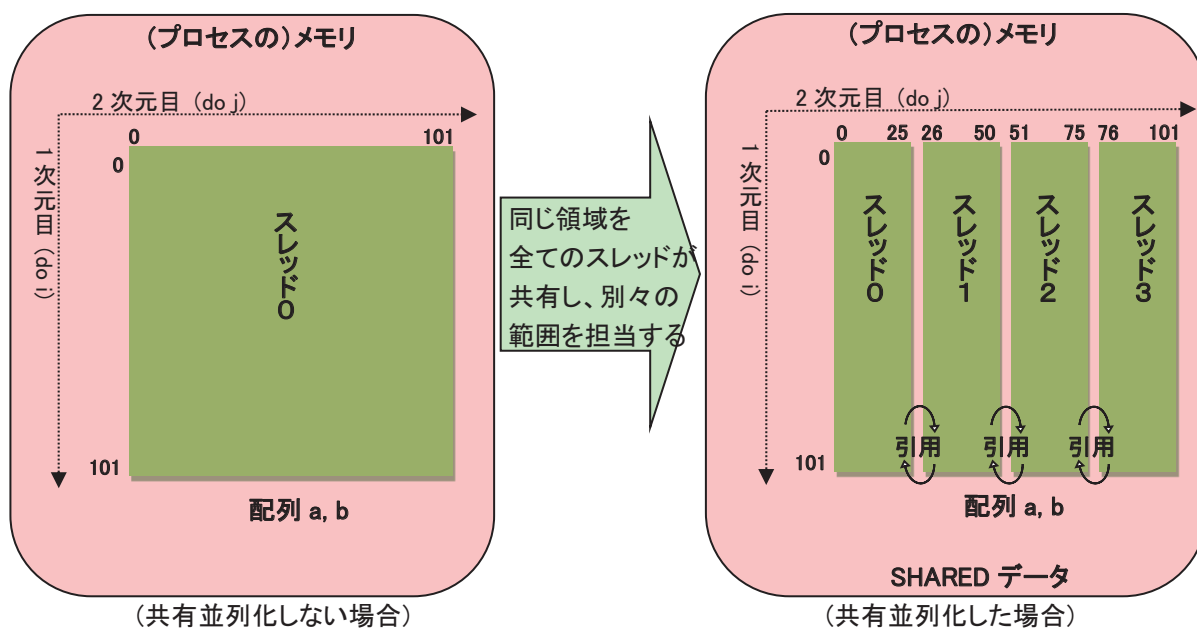 (プロセスの)メモリ
2 次元目 (do j)
0 101
0
1次元目 (do i)
スレッド0
101
配列 a, b
(共有並列化しない場合)
同じ領域を
全てのスレッドが
共有し、別々の
範囲を担当する
(プロセスの)メモリ
2 次元目 (do j)
0 25 26 50 51 75 76 101
0
1次元目 (do i)
スレッド0
スレッド1
スレッド2
スレッド3
引用 引用 引用
101
配列 a, b
SHARED データ
(共有並列化した場合)